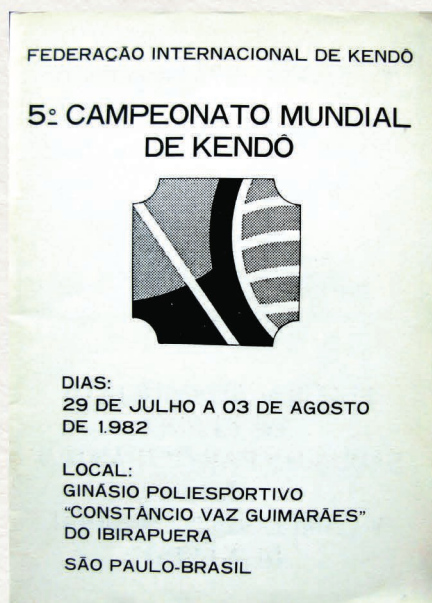 FEDERAÇÃO INTERNACIONAL DE KENDÔ
5º CAMPEONATO MUNDIAL
DE KENDÔ
DIAS:
29 DE JULHO A 03 DE AGOSTO
DE 1.982
LOCAL:
GINÁSIO POLIESPORTIVO
“CONSTÂNCIO VAZ GUIMARÃES”
DO IBIRAPUERA
SÃO PAULO-BRASIL